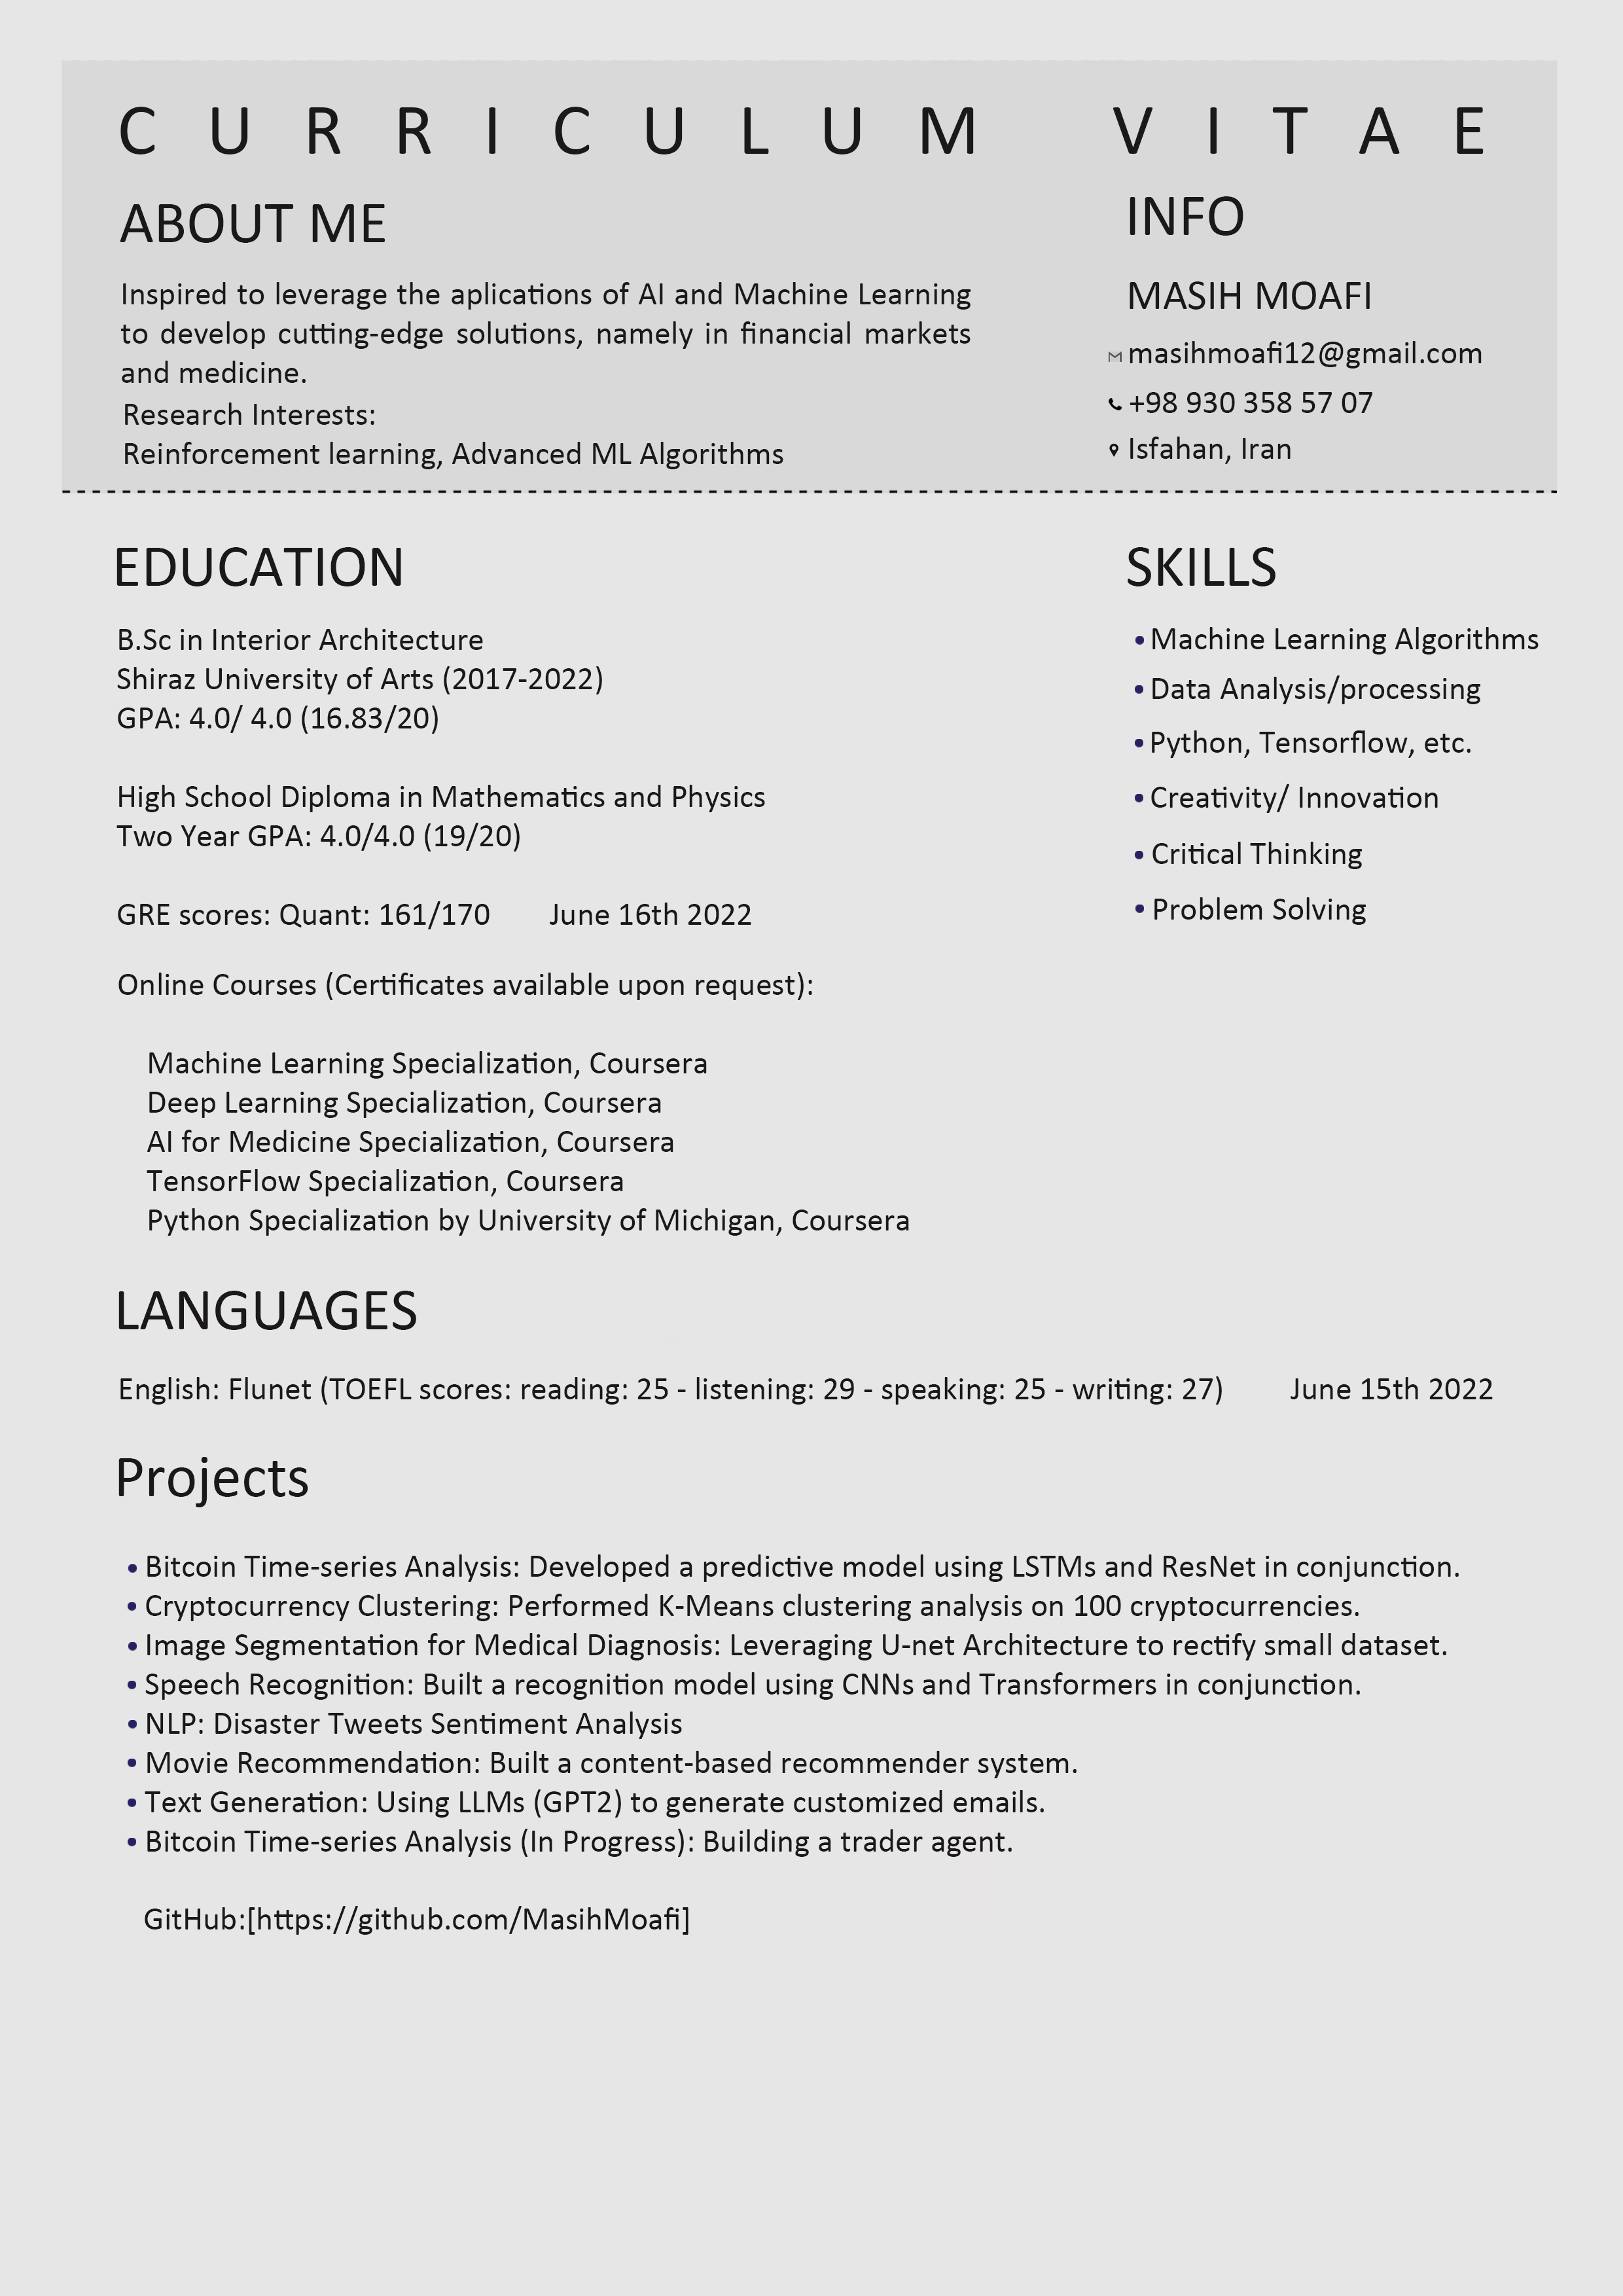 CURRICULUM VITAE
ABOUT ME
Inspired to leverage the aplications of AI and Machine Learning
to develop cutting-edge solutions, namely in financial markets
and medicine.
Research Interests:
Reinforcement learning, Advanced ML Algorithms
INFO
MASIH MOAFI
masihmoafi12@gmail.com
+98 930 358 57 07
Isfahan, Iran
EDUCATION
B.Sc in Interior Architecture
Shiraz University of Arts (2017-2022)
GPA: 4.0/ 4.0 (16.83/20)
High School Diploma in Mathematics and Physics
Two Year GPA: 4.0/4.0 (19/20)
GRE scores: Quant: 161/170 June 16th 2022
Online Courses (Certificates available upon request):
Machine Learning Specialization, Coursera
Deep Learning Specialization, Coursera
AI for Medicine Specialization, Coursera
TensorFlow Specialization, Coursera
Python Specialization by University of Michigan, Coursera
SKILLS
• Machine Learning Algorithms
• Data Analysis/processing
• Python, Tensorflow, etc.
• Creativity/ Innovation
• Critical Thinking
• Problem Solving
LANGUAGES
English: Flunet (TOEFL scores: reading: 25 - listening: 29 - speaking: 25 - writing: 27) June 15th 2022
Projects
• Bitcoin Time-series Analysis: Developed a predictive model using LSTMs and ResNet in conjunction.
• Cryptocurrency Clustering: Performed K-Means clustering analysis on 100 cryptocurrencies.
• Image Segmentation for Medical Diagnosis: Leveraging U-net Architecture to rectify small dataset.
• Speech Recognition: Built a recognition model using CNNs and Transformers in conjunction.
• NLP: Disaster Tweets Sentiment Analysis
• Movie Recommendation: Built a content-based recommender system.
• Text Generation: Using LLMs (GPT2) to generate customized emails.
• Bitcoin Time-series Analysis (In Progress): Building a trader agent.
GitHub:[https://github.com/MasihMoafi]